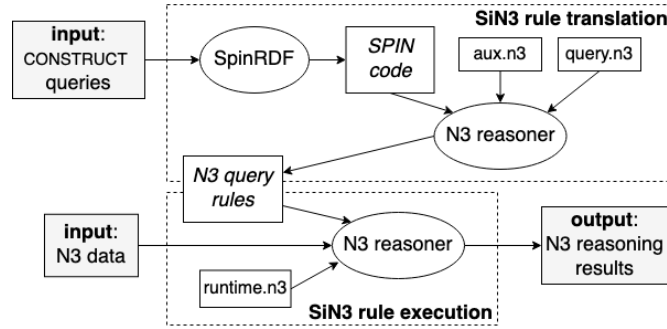 SiN3 rule translation
input:
CONSTRUCT
queries
SpinRDF
SPIN
code
aux.n3
query.n3
N3 reasoner
N3 query
rules
input:
N3 data
N3 reasoner
runtime.n3
output:
N3 reasoning
results
SiN3 rule execution